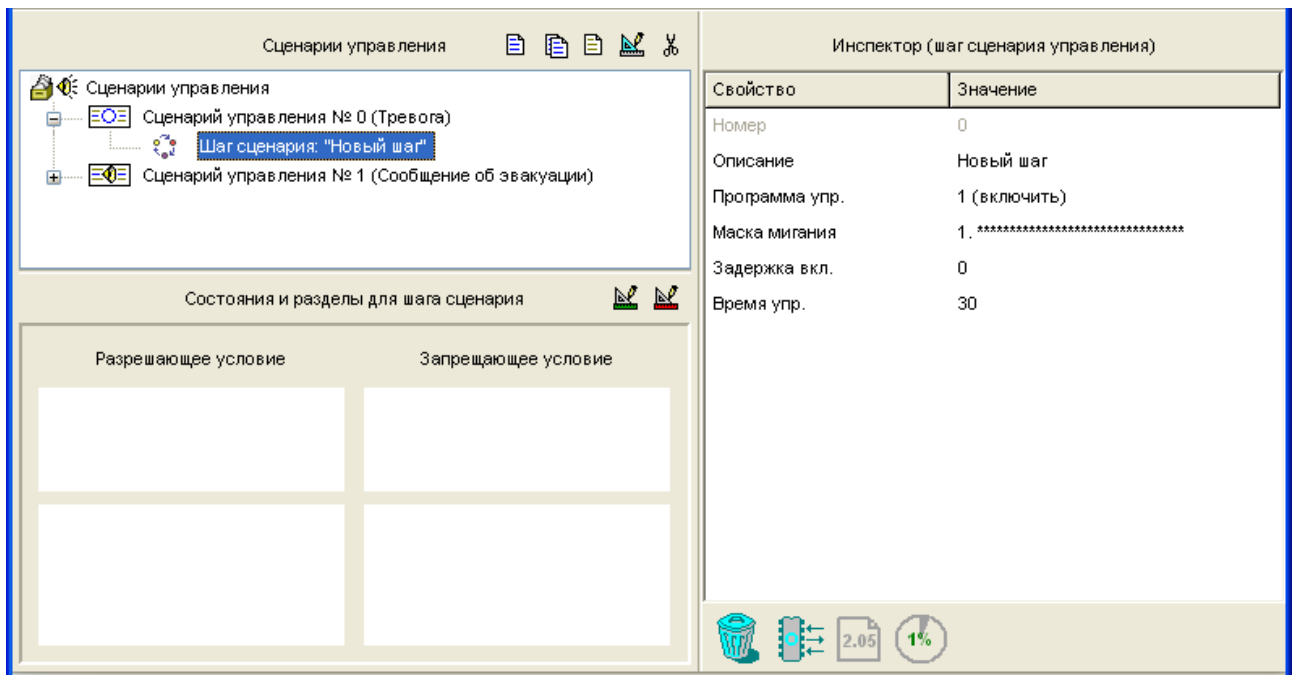 Сценарии управления
Сценарии управления
Сценарий управления № 0 (Тревога)
Шаг сценария: "Новый шаг"
Сценарий управления № 1 (Сообщение об эвакуации)
Состояния и разделы для шага сценария
Разрешающее условие Запрещающее условие
Инспектор (шаг сценария управления)
Свойство Значение
Номер 0
Описание Новый шаг
Программа упр. 1 (включить)
Маска мигания 1. ********************************
Задержка вкл. 0
Время упр. 30
2.05 1%